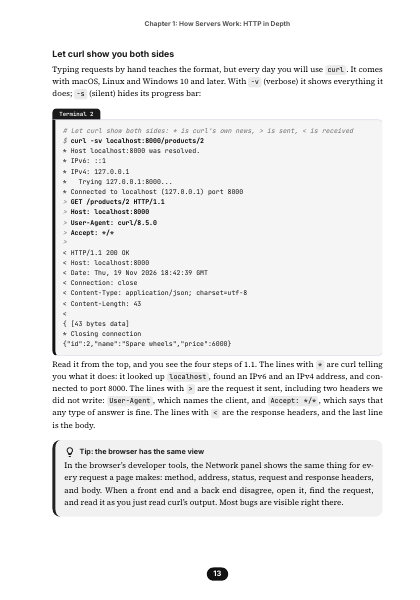 Chapter 1: How Servers Work: HTTP in Depth
Let curl show you both sides
Typing requests by hand teaches the format, but every day you will use curl. It comes
with macOS, Linux and Windows 10 and later. With -v (verbose) it shows everything it
does; -s (silent) hides its progress bar:
Terminal 2
# Let curl show both sides: * is curl's own news, > is sent, < is received
$ curl -sv localhost:8000/products/2
* Host localhost:8000 was resolved.
* IPv6: ::1
* IPv4: 127.0.0.1
*   Trying 127.0.0.1:8000...
* Connected to localhost (127.0.0.1) port 8000
> GET /products/2 HTTP/1.1
> Host: localhost:8000
> User-Agent: curl/8.5.0
> Accept: */*
>
< HTTP/1.1 200 OK
< Host: localhost:8000
< Date: Thu, 19 Nov 2026 18:42:39 GMT
< Connection: close
< Content-Type: application/json; charset=utf-8
< Content-Length: 43
<
{ [43 bytes data]
* Closing connection
{"id":2,"name":"Spare wheels","price":6000}
Read it from the top, and you see the four steps of 1.1. The lines with * are curl telling
you what it does: it looked up localhost, found an IPv6 and an IPv4 address, and con-
nected to port 8000. The lines with > are the request it sent, including two headers we
did not write: User-Agent, which names the client, and Accept: */*, which says that
any type of answer is fine. The lines with < are the response headers, and the last line
is the body.
Tip: the browser has the same view
In the browser's developer tools, the Network panel shows the same thing for ev-
ery request a page makes: method, address, status, request and response headers,
and body. When a front end and a back end disagree, open it, find the request,
and read it as you just read curl's output. Most bugs are visible right there.
13